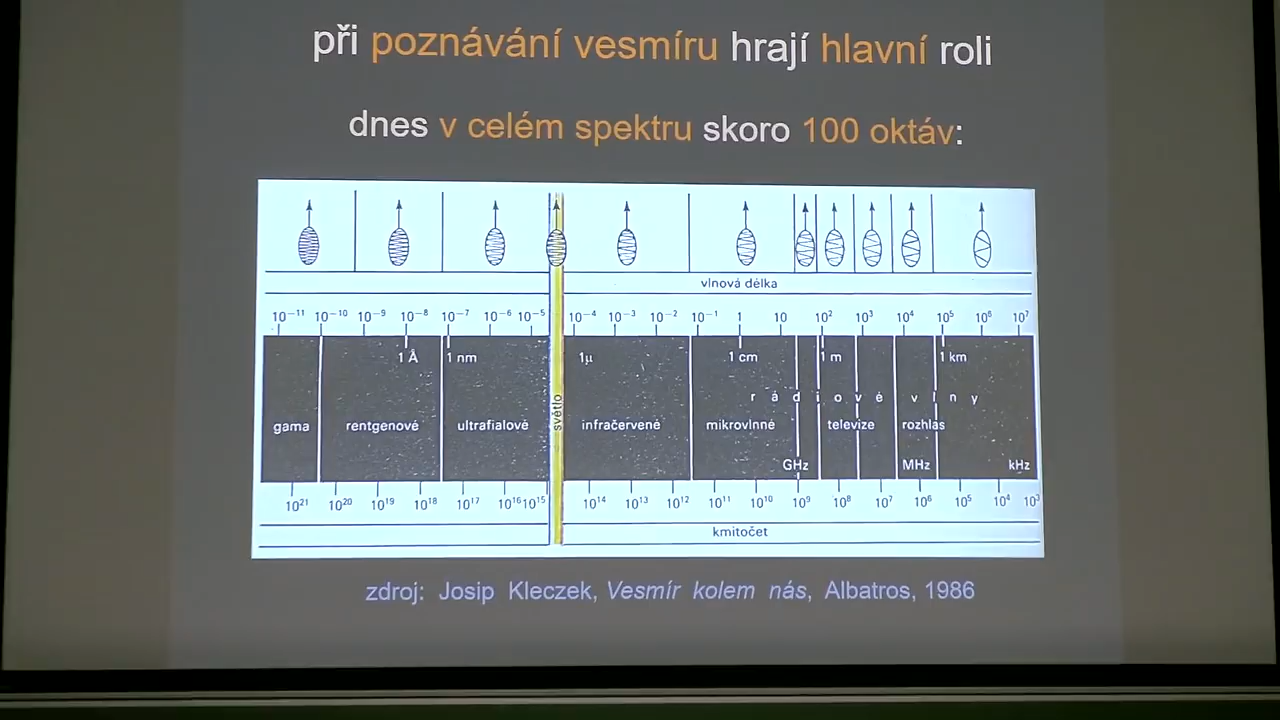 při poznávání vesmíru hrají hlavní roli
dnes v celém spektru skoro 100 oktáv:
vlnová délka
10⁻¹¹ 10⁻¹⁰ 10⁻⁹ 10⁻⁸ 10⁻⁷ 10⁻⁶ 10⁻⁵ 10⁻⁴ 10⁻³ 10⁻² 10⁻¹ 1 10 10² 10³ 10⁴ 10⁵ 10⁶ 10⁷
1 Å 1 nm 1μ 1 cm 1 m 1 km
rádiové vlny
gama rentgenové ultrafialové světlo infračervené mikrovlnné televize rozhlas
GHz MHz kHz
10²¹ 10²⁰ 10¹⁹ 10¹⁸ 10¹⁷ 10¹⁶ 10¹⁵ 10¹⁴ 10¹³ 10¹² 10¹¹ 10¹⁰ 10⁹ 10⁸ 10⁷ 10⁶ 10⁵ 10⁴ 10³
kmitočet
zdroj: Josip Kleczek, Vesmír kolem nás, Albatros, 1986